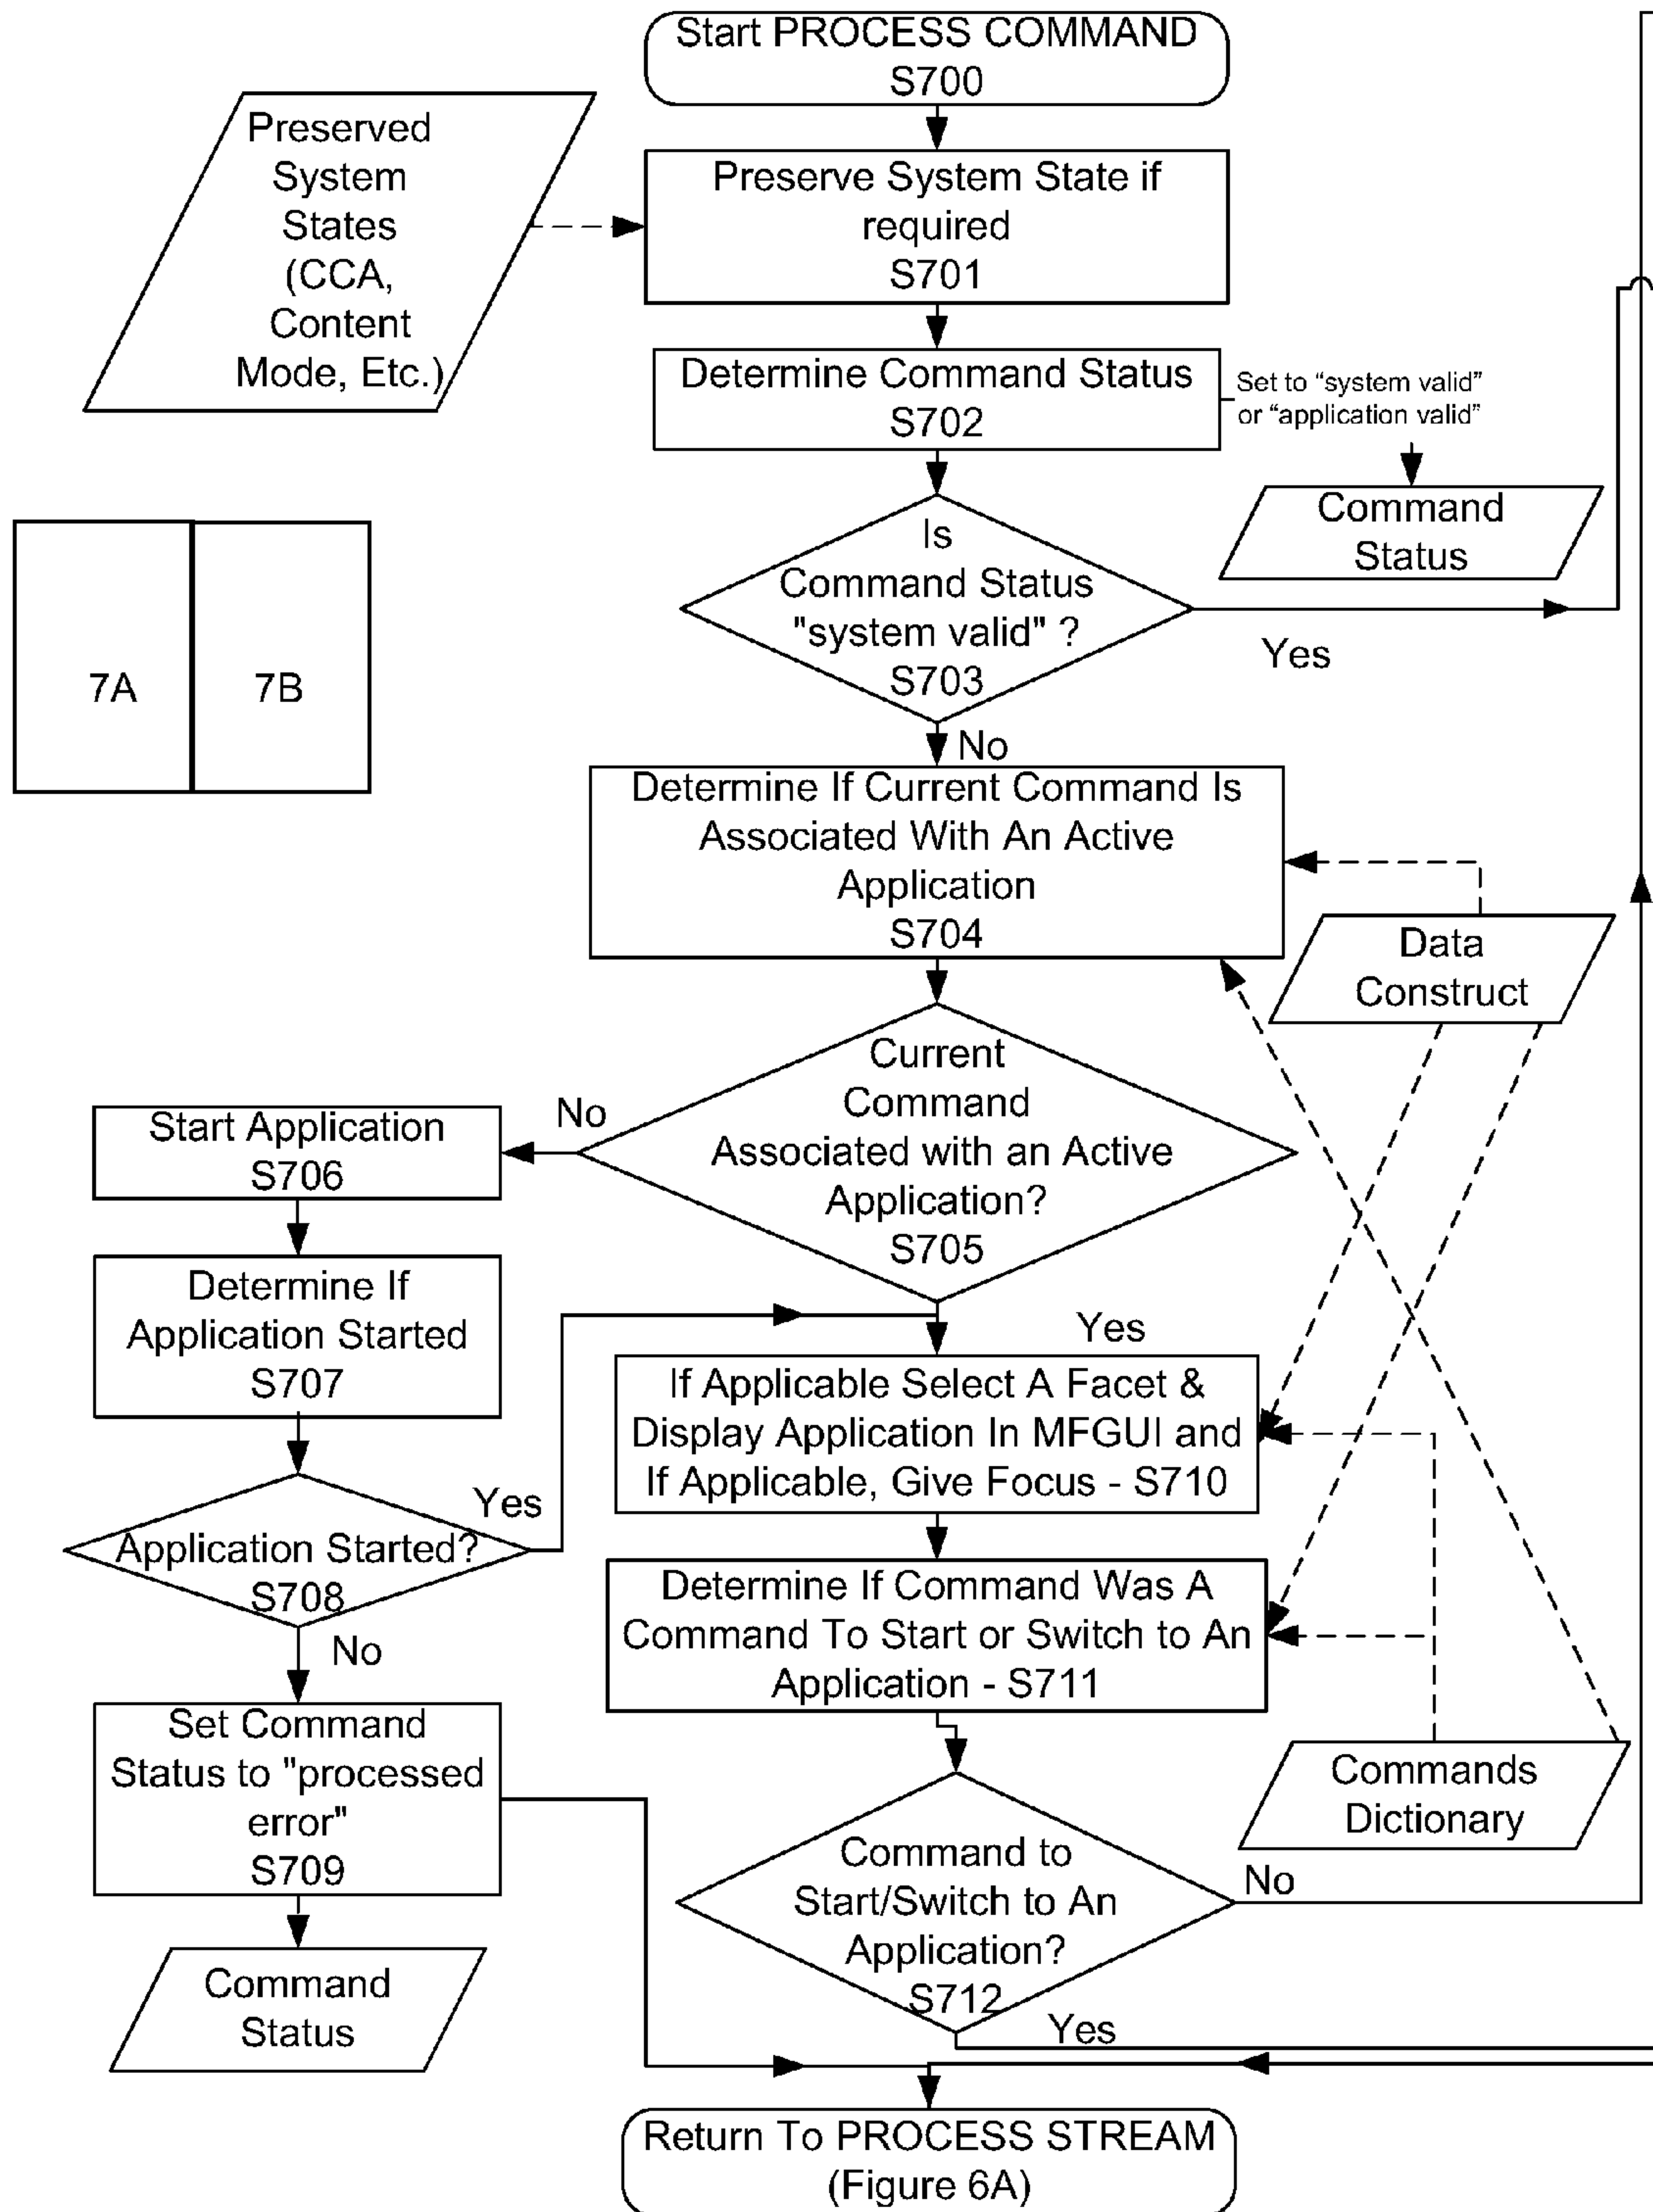 Start PROCESS COMMAND
S700
Preserved
System
States
(CCA,
Content
Mode, Etc.)
Preserve System State if
required
S701
Determine Command Status
S702
Set to “system valid”
or “application valid”
Command
Status
Is
Command Status
"system valid" ?
S703
Yes
7A
7B
No
Determine If Current Command Is
Associated With An Active
Application
S704
Data
Construct
Current
Command
Associated with an Active
Application?
S705
No
Start Application
S706
Determine If
Application Started
S707
Yes
If Applicable Select A Facet &
Display Application In MFGUI and
If Applicable, Give Focus - S710
Yes
Application Started?
S708
No
Determine If Command Was A
Command To Start or Switch to An
Application - S711
Set Command
Status to "processed
error"
S709
Commands
Dictionary
Command to
Start/Switch to An
Application?
S712
No
Command
Status
Yes
Return To PROCESS STREAM
(Figure 6A)